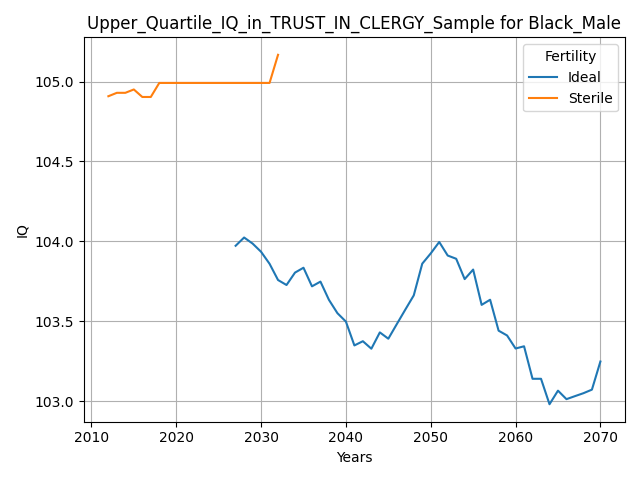 Upper_Quartile_IQ_in_TRUST_IN_CLERGY_Sample for Black_Male
Fertility
Ideal
Sterile
105.0
104.5
104.0
103.5
103.0
IQ
2010 2020 2030 2040 2050 2060 2070
Years